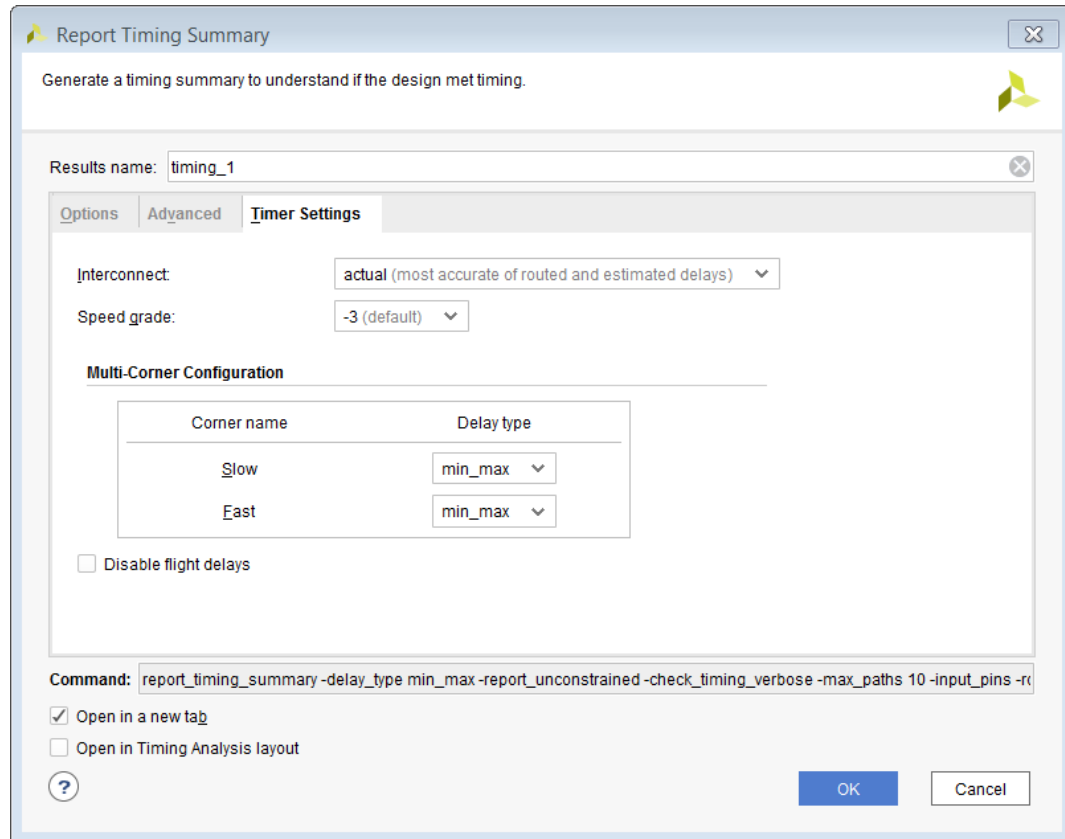 Report Timing Summary
Generate a timing summary to understand if the design met timing.
Results name: timing_1
Options Advanced Timer Settings
Interconnect: actual (most accurate of routed and estimated delays)
Speed grade: -3 (default)
Multi-Corner Configuration
Corner name Delay type
Slow min_max
Fast min_max
Disable flight delays
Command: report_timing_summary -delay_type min_max -report_unconstrained -check_timing_verbose -max_paths 10 -input_pins
Open in a new tab
Open in Timing Analysis layout
?
OK Cancel